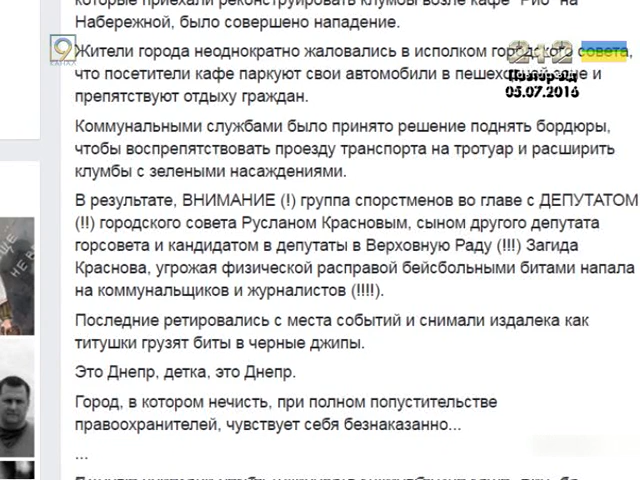 которые приехали реконструировать клумбы возле кафе "Рио" на
Набережной, было совершено нападение.
Жители города неоднократно жаловались в исполком городского совета,
что посетители кафе паркуют свои автомобили в пешеходной зоне и
препятствуют отдыху граждан.
9
КАНАЛ
2+2
Повтор від
05.07.2016
Коммунальными службами было принято решение поднять бордюры,
чтобы воспрепятствовать проезду транспорта на тротуар и расширить
клумбы с зелеными насаждениями.
В результате, ВНИМАНИЕ (!) группа спорстменов во главе с ДЕПУТАТОМ
(!!) городского совета Русланом Красновым, сыном другого депутата
горсовета и кандидатом в депутаты в Верховную Раду (!!!) Загида
Краснова, угрожая физической расправой бейсбольными битами напала
на коммунальщиков и журналистов (!!!!).
Последние ретировались с места событий и снимали издалека как
титушки грузят биты в черные джипы.
Это Днепр, детка, это Днепр.
Город, в котором нечисть, при полном попустительстве
правоохранителей, чувствует себя безнаказанно...
...